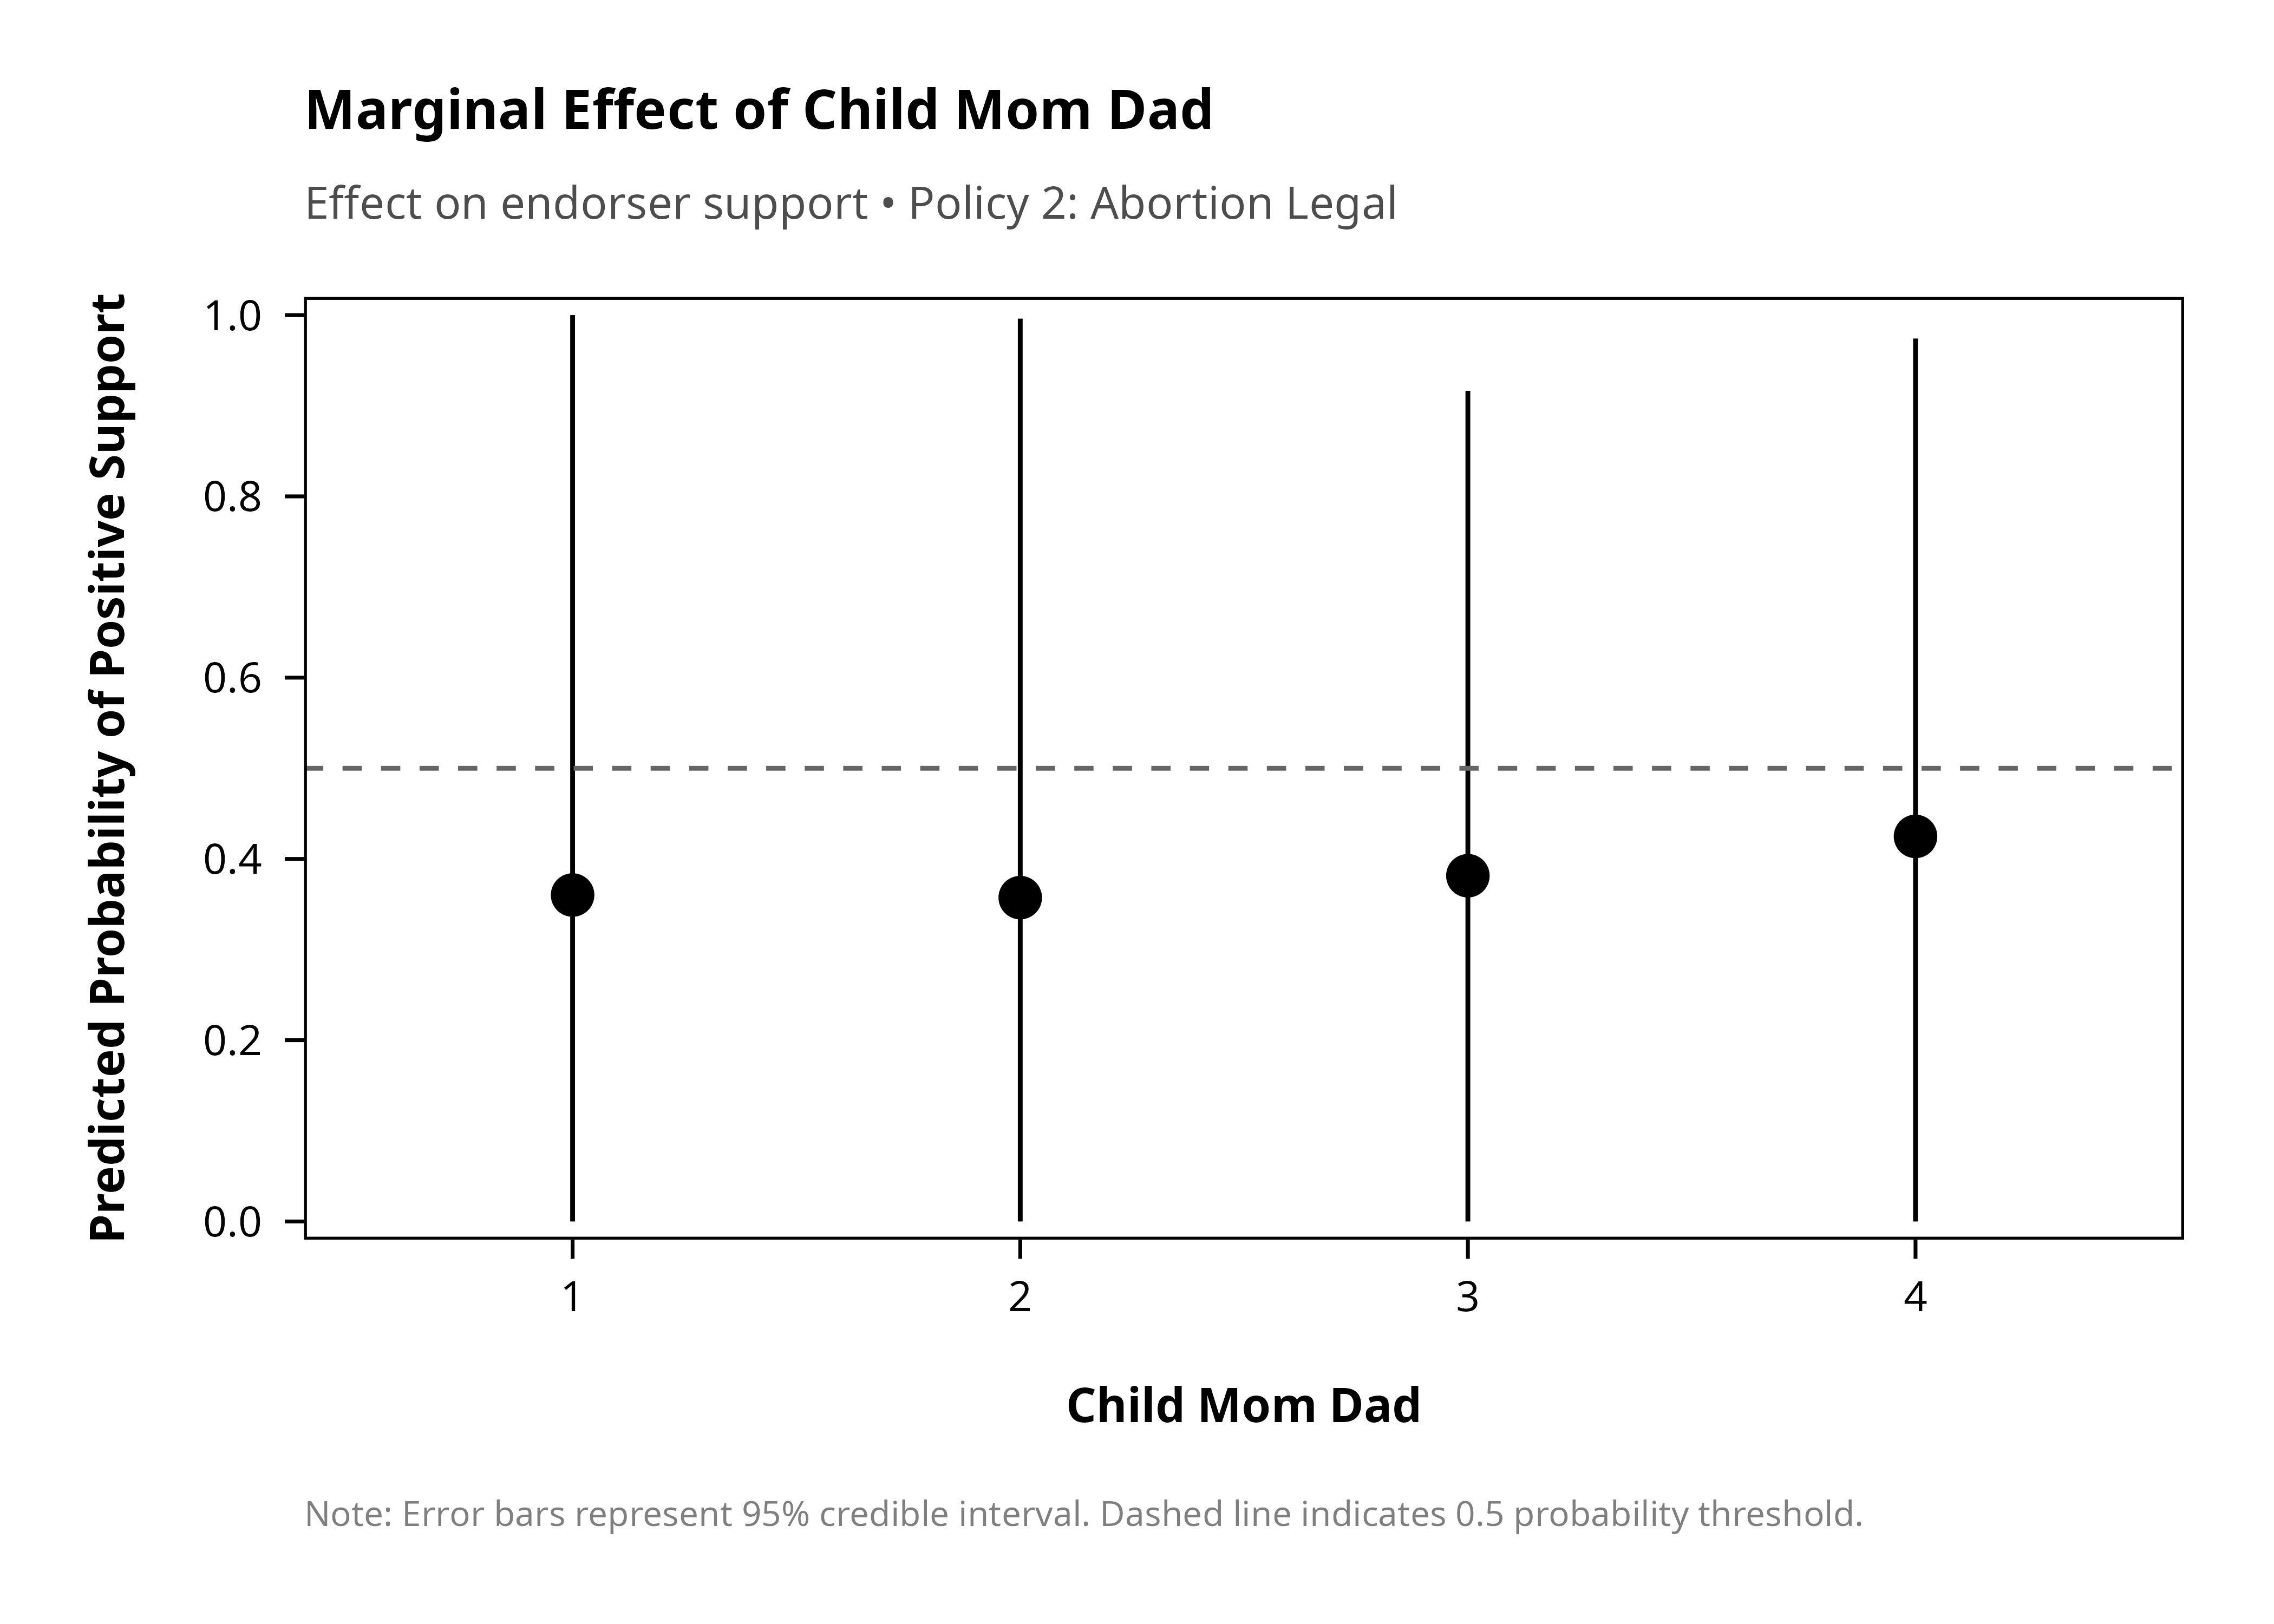 Marginal Effect of Child Mom Dad
Effect on endorser support • Policy 2: Abortion Legal
Predicted Probability of Positive Support
1.0
0.8
0.6
0.4
0.2
0.0
1
2
3
4
Child Mom Dad
Note: Error bars represent 95% credible interval. Dashed line indicates 0.5 probability threshold.